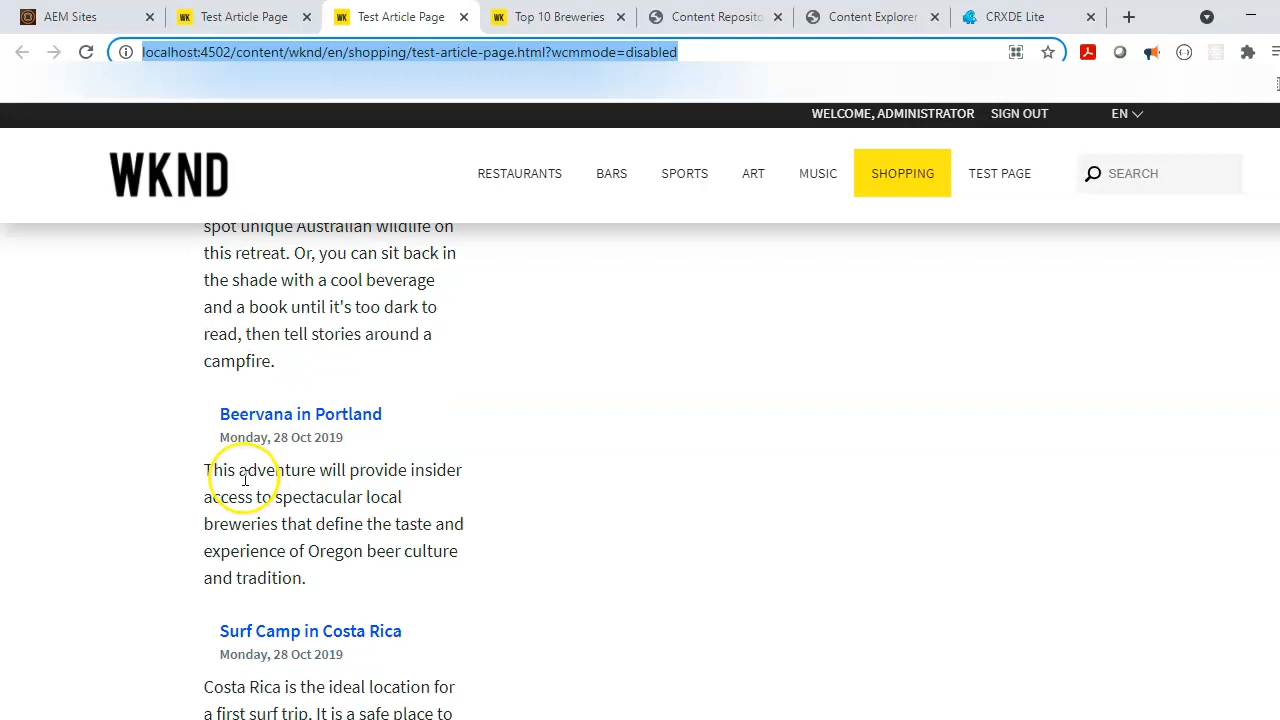 AEM Sites
Test Article Page
Test Article Page
Top 10 Breweries
Content Reposito
Content Explorer
CRXDE Lite
localhost:4502/content/wknd/en/shopping/test-article-page.html?wcmmode=disabled
WELCOME, ADMINISTRATOR SIGN OUT EN
WKND RESTAURANTS BARS SPORTS ART MUSIC SHOPPING TEST PAGE SEARCH
spot unique Australian wildlife on
this retreat. Or, you can sit back in
the shade with a cool beverage
and a book until it's too dark to
read, then tell stories around a
campfire.
Beervana in Portland
Monday, 28 Oct 2019
This adventure will provide insider
access to spectacular local
breweries that define the taste and
experience of Oregon beer culture
and tradition.
Surf Camp in Costa Rica
Monday, 28 Oct 2019
Costa Rica is the ideal location for
a first surf trip. It is a safe place to